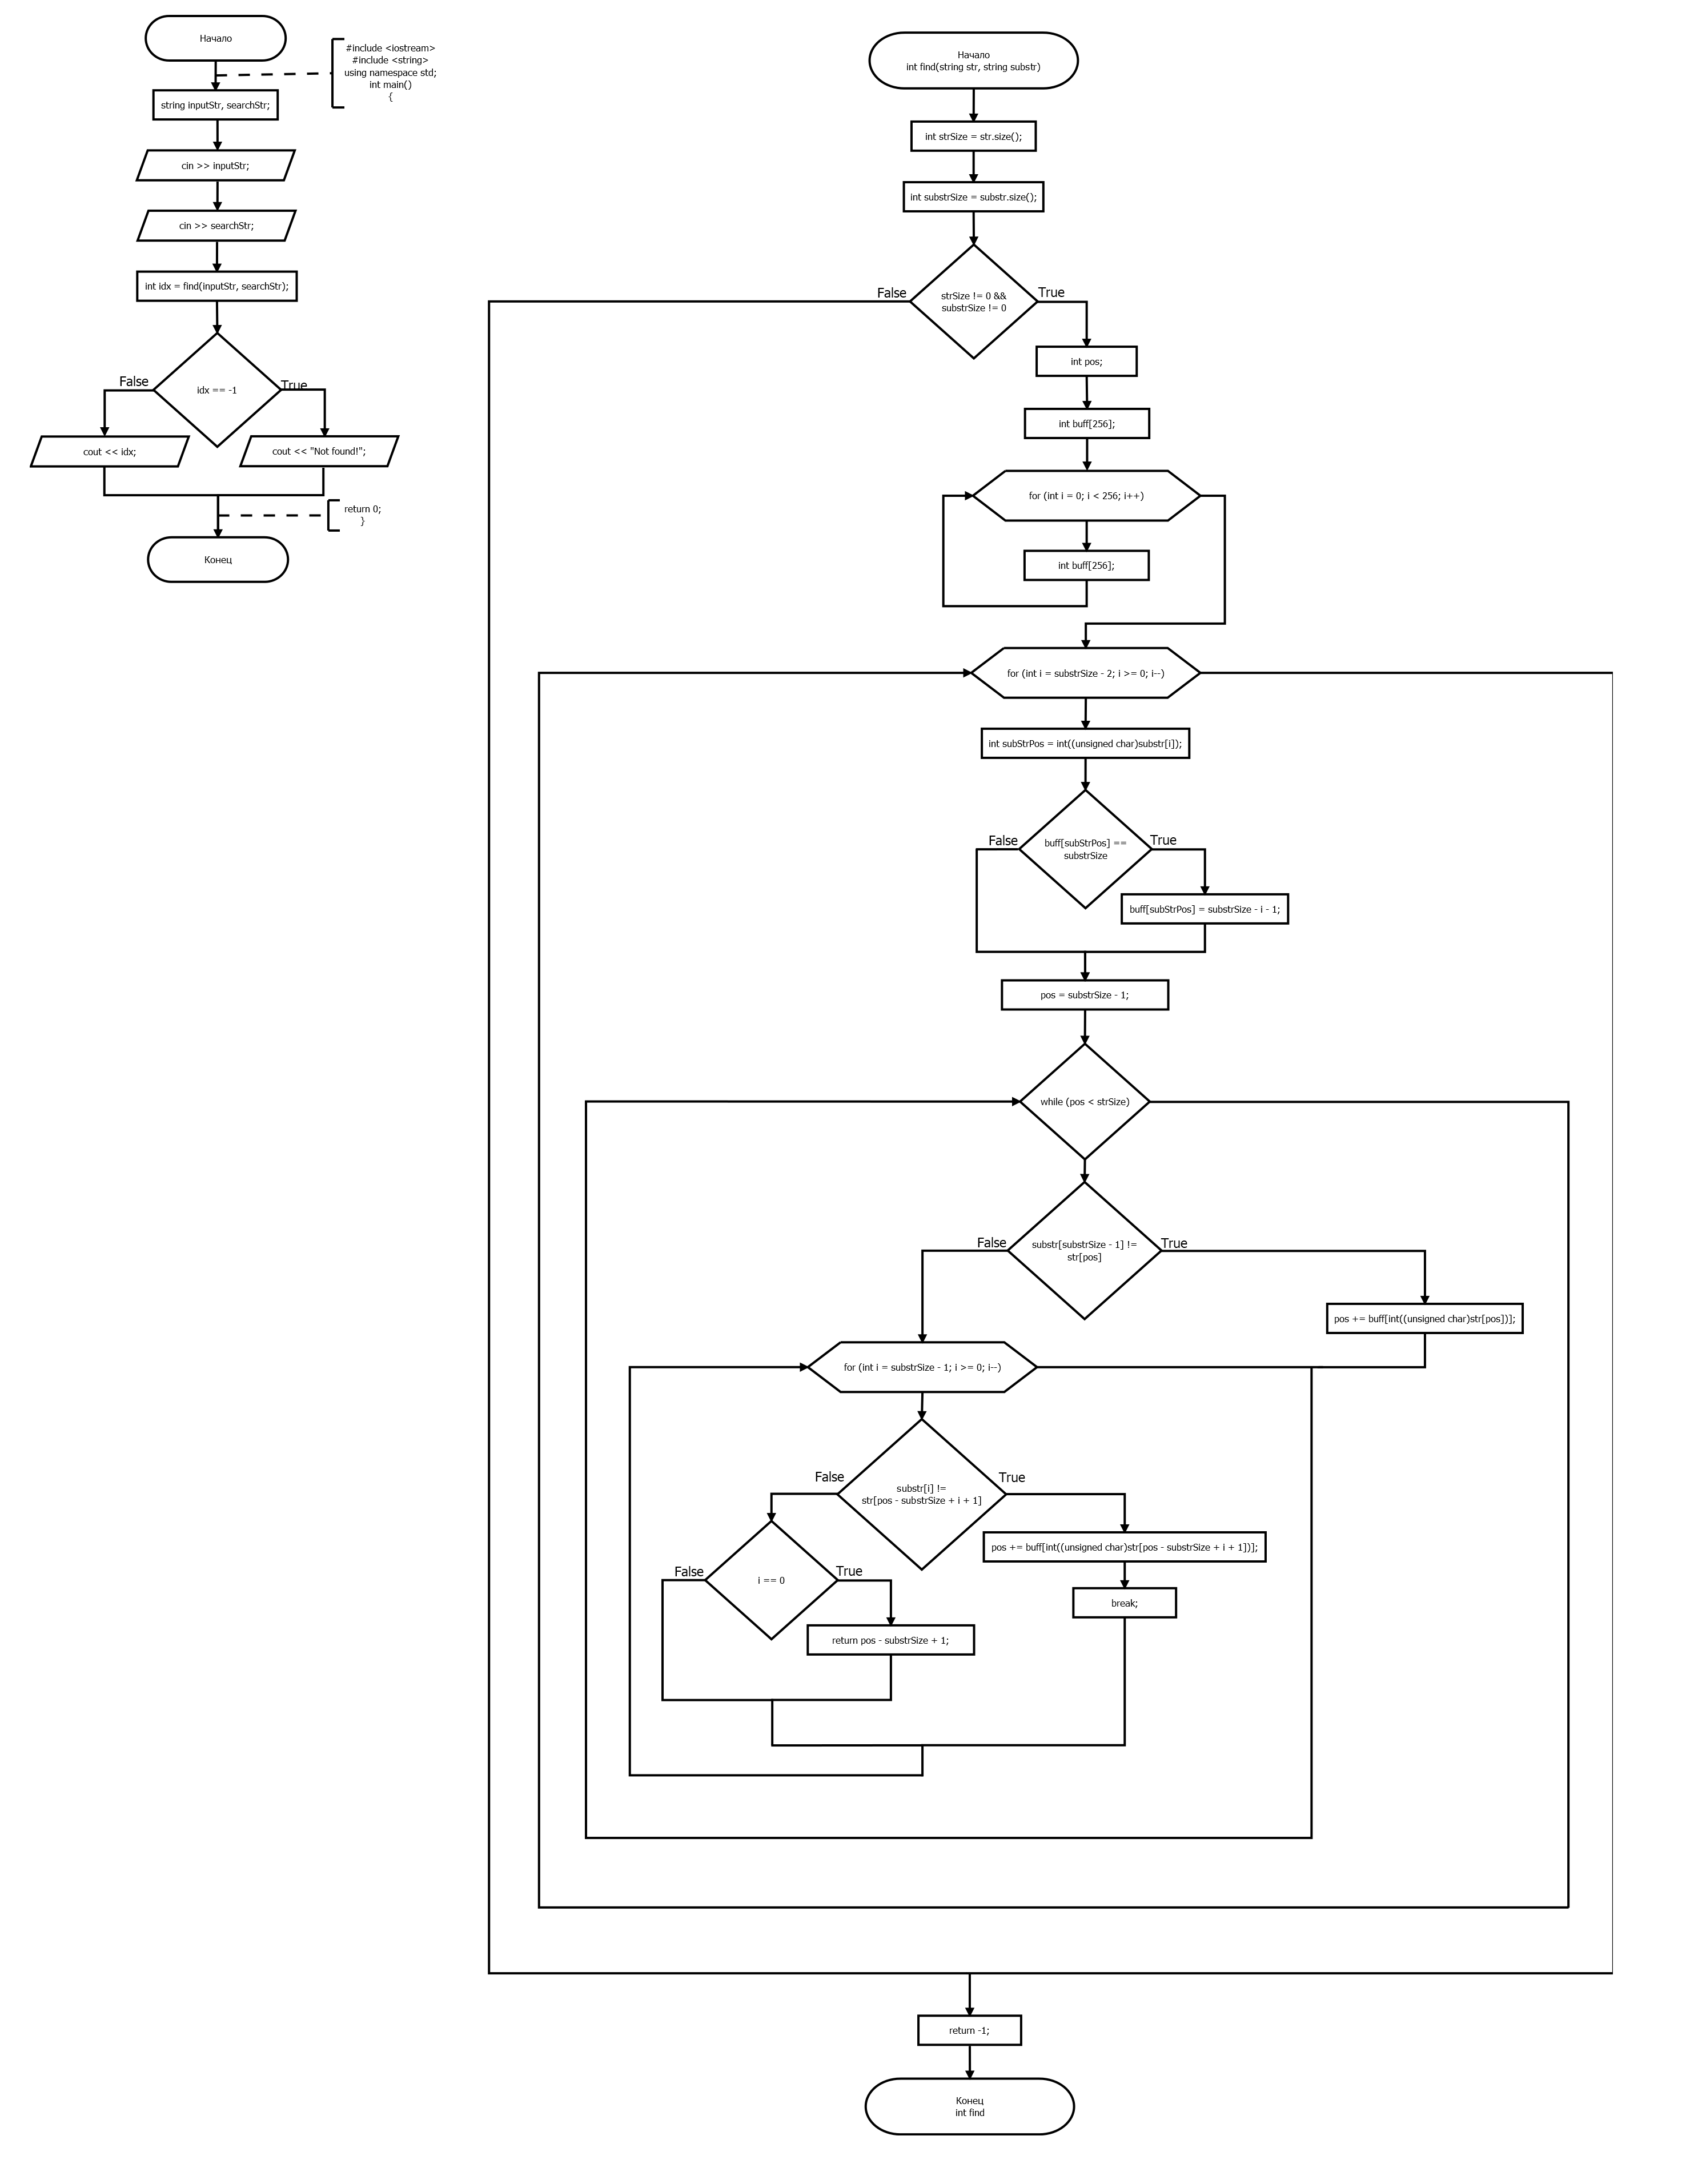 Начало
#include <iostream>
#include <string>
using namespace std;
int main()
{
string inputStr, searchStr;
cin >> inputStr;
cin >> searchStr;
int idx = find(inputStr, searchStr);
idx == -1
False
True
cout << idx;
cout << "Not found!";
return 0;
}
Конец
Начало
int find(string str, string substr)
int strSize = str.size();
int substrSize = substr.size();
strSize != 0 &&
substrSize != 0
False
True
int pos;
int buff[256];
for (int i = 0; i < 256; i++)
int buff[256];
for (int i = substrSize - 2; i >= 0; i--)
int subStrPos = int((unsigned char)substr[i]);
buff[subStrPos] ==
substrSize
False
True
buff[subStrPos] = substrSize - i - 1;
pos = substrSize - 1;
while (pos < strSize)
substr[substrSize - 1] !=
str[pos]
False
True
pos += buff[int((unsigned char)str[pos])];
for (int i = substrSize - 1; i >= 0; i--)
substr[i] !=
str[pos - substrSize + i + 1]
False
True
pos += buff[int((unsigned char)str[pos - substrSize + i + 1])];
break;
i == 0
False
True
return pos - substrSize + 1;
return -1;
Конец
int find